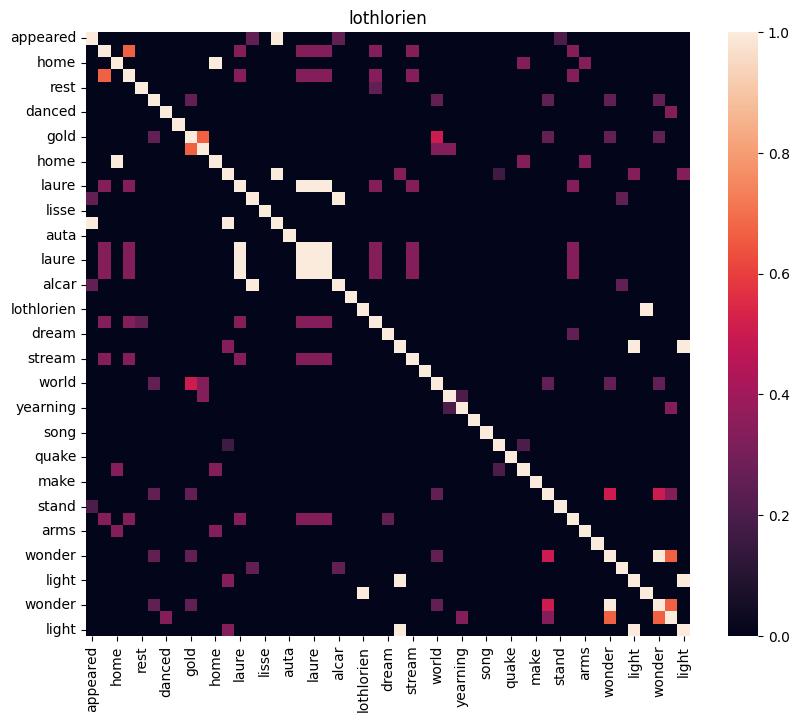 lothlorien
appeared
home
rest
danced
gold
home
laure
lisse
auta
laure
alcar
lothlorien
dream
stream
world
yearning
song
quake
make
stand
arms
wonder
light
wonder
light
1.0
0.8
0.6
0.4
0.2
0.0
appeared
home
rest
danced
gold
home
laure
lisse
auta
laure
alcar
lothlorien
dream
stream
world
yearning
song
quake
make
stand
arms
wonder
light
wonder
light